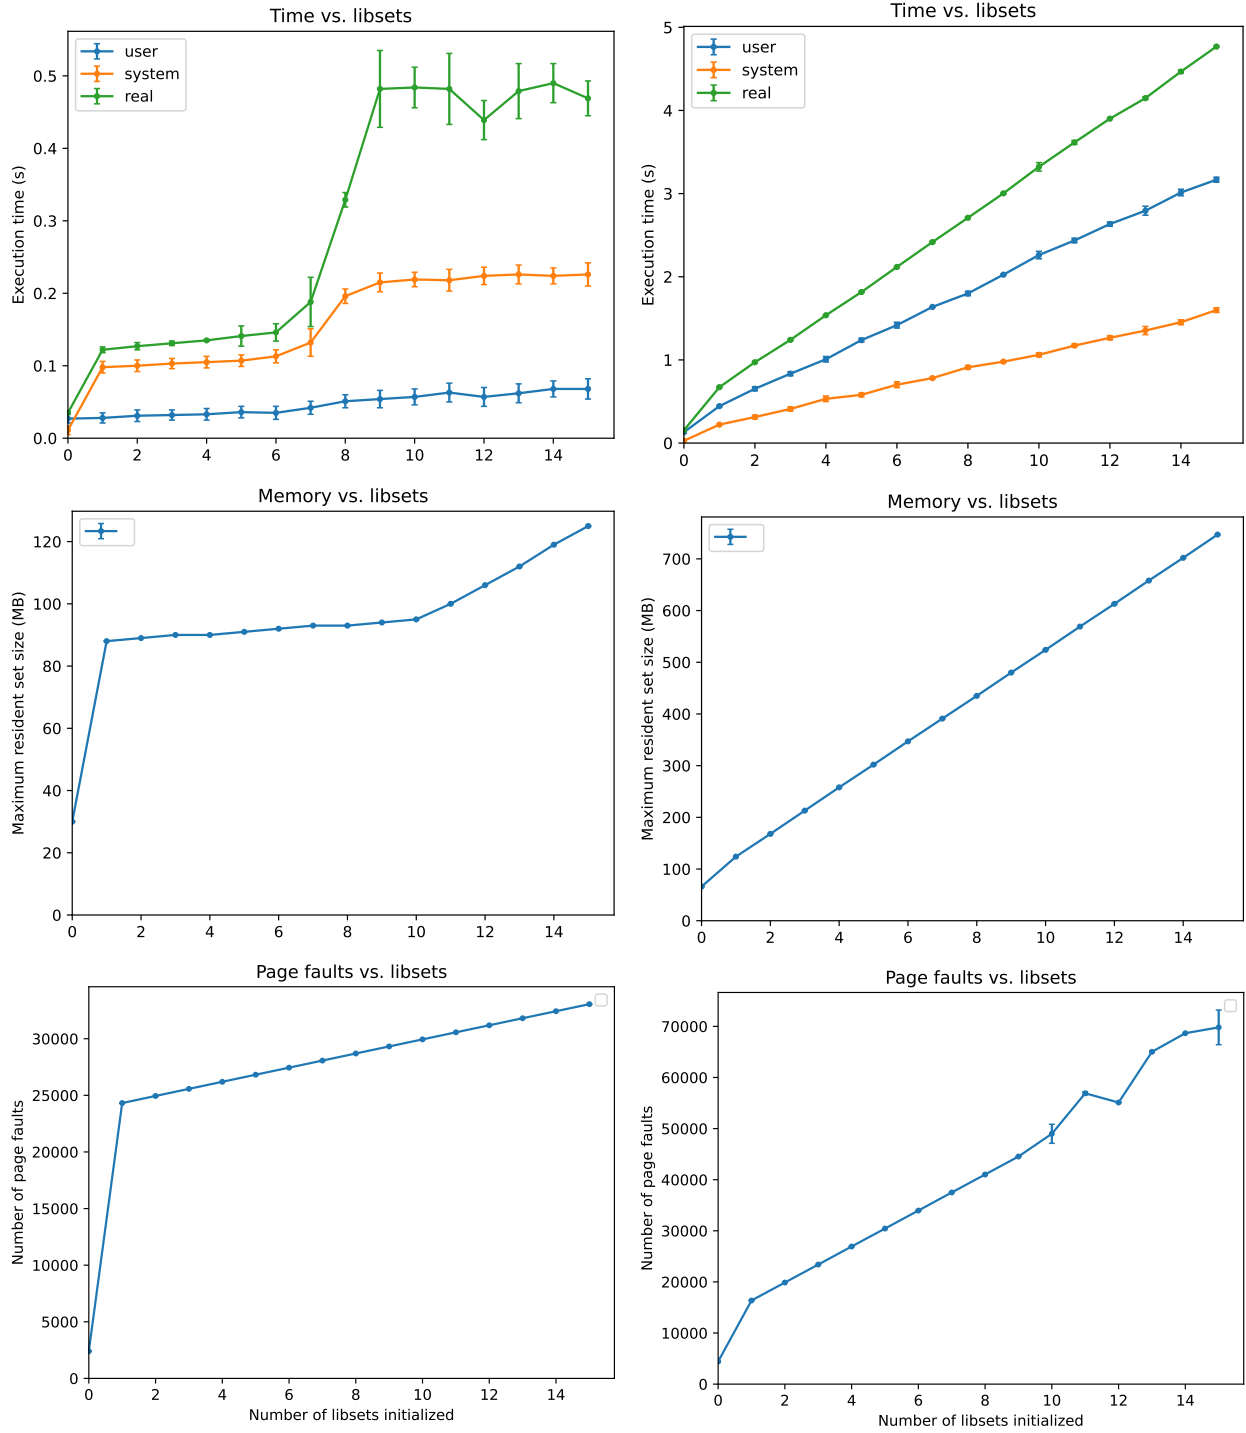 Time vs. libsets
user
system
real
Execution time (s)
0.5
0.4
0.3
0.2
0.1
0.0
0 2 4 6 8 10 12 14
Time vs. libsets
user
system
real
Execution time (s)
5
4
3
2
1
0
0 2 4 6 8 10 12 14
Memory vs. libsets
Maximum resident set size (MB)
120
100
80
60
40
20
0
0 2 4 6 8 10 12 14
Memory vs. libsets
Maximum resident set size (MB)
700
600
500
400
300
200
100
0
0 2 4 6 8 10 12 14
Page faults vs. libsets
Number of page faults
30000
25000
20000
15000
10000
5000
0
0 2 4 6 8 10 12 14
Number of libsets initialized
Page faults vs. libsets
Number of page faults
70000
60000
50000
40000
30000
20000
10000
0
0 2 4 6 8 10 12 14
Number of libsets initialized